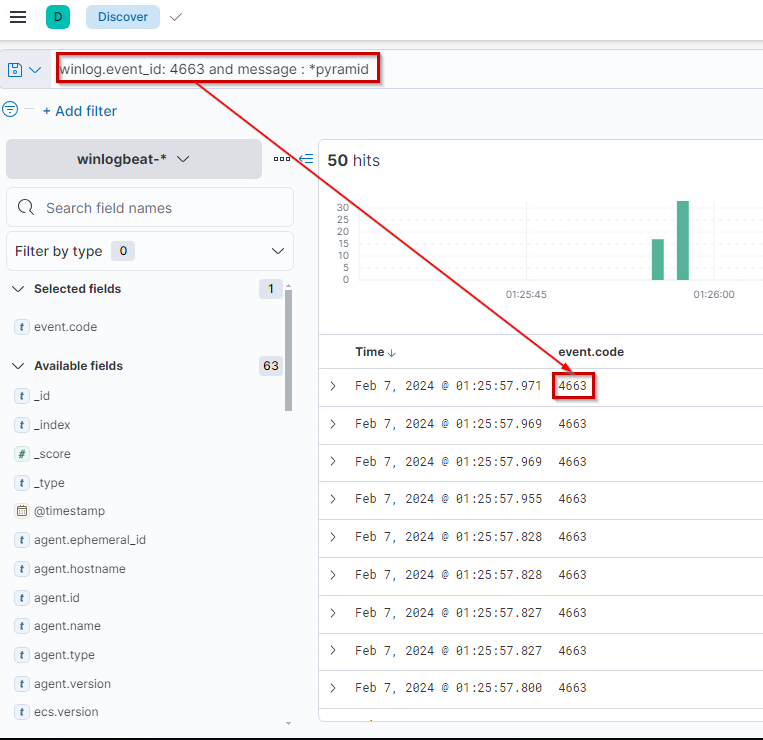 D Discover
winlog.event_id: 4663 and message : *pyramid
+ Add filter
winlogbeat-*
50 hits
Search field names
Filter by type 0
Selected fields 1
t event.code
Available fields 63
t _id
t _index
# _score
t _type
@timestamp
t agent.ephemeral_id
t agent.hostname
t agent.id
t agent.name
t agent.type
t agent.version
t ecs.version
30
25
20
15
10
5
0
01:25:45 01:26:00
Time event.code
Feb 7, 2024 @ 01:25:57.971 4663
Feb 7, 2024 @ 01:25:57.969 4663
Feb 7, 2024 @ 01:25:57.969 4663
Feb 7, 2024 @ 01:25:57.955 4663
Feb 7, 2024 @ 01:25:57.828 4663
Feb 7, 2024 @ 01:25:57.828 4663
Feb 7, 2024 @ 01:25:57.827 4663
Feb 7, 2024 @ 01:25:57.827 4663
Feb 7, 2024 @ 01:25:57.800 4663